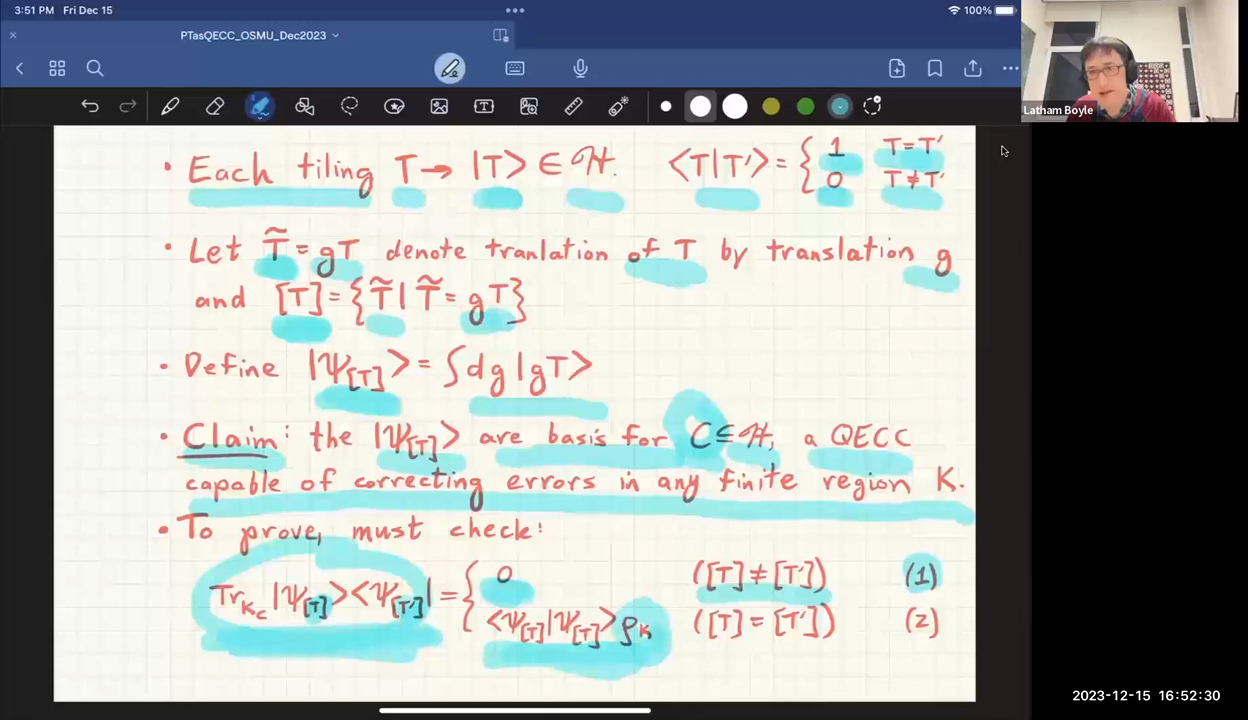 3:51 PM Fri Dec 15
100%
PTasQECC_OSMU_Dec2023
Latham Boyle
• Each tiling T → |T> ∈ ℋ. <T|T'> = { 1 T=T'
0 T≠T'
• Let T̃ = gT denote tranlation of T by translation g
and [T] = {T̃ | T̃ = gT}
• Define |Ψ[T]> = ∫dg |gT>
• Claim: the |Ψ[T]> are basis for C ⊆ ℋ, a QECC
capable of correcting errors in any finite region K.
• To prove, must check:
Tr_Kc |Ψ[T]><Ψ[T']| = { 0 ([T] ≠ [T']) (1)
<Ψ[T]|Ψ[T]> ρ_K ([T] = [T']) (2)
2023-12-15 16:52:30